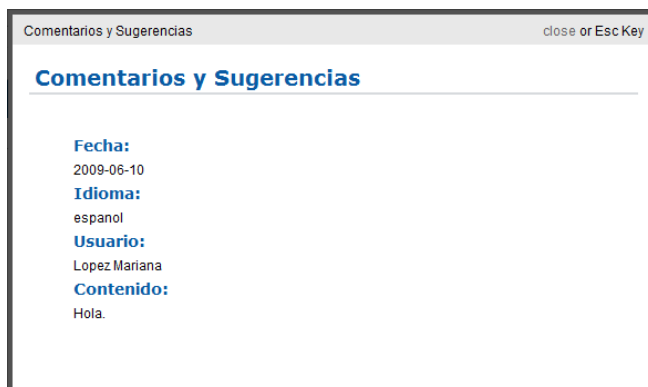 Comentarios y Sugerencias close or Esc Key
Comentarios y Sugerencias
Fecha:
2009-06-10
Idioma:
espanol
Usuario:
Lopez Mariana
Contenido:
Hola.